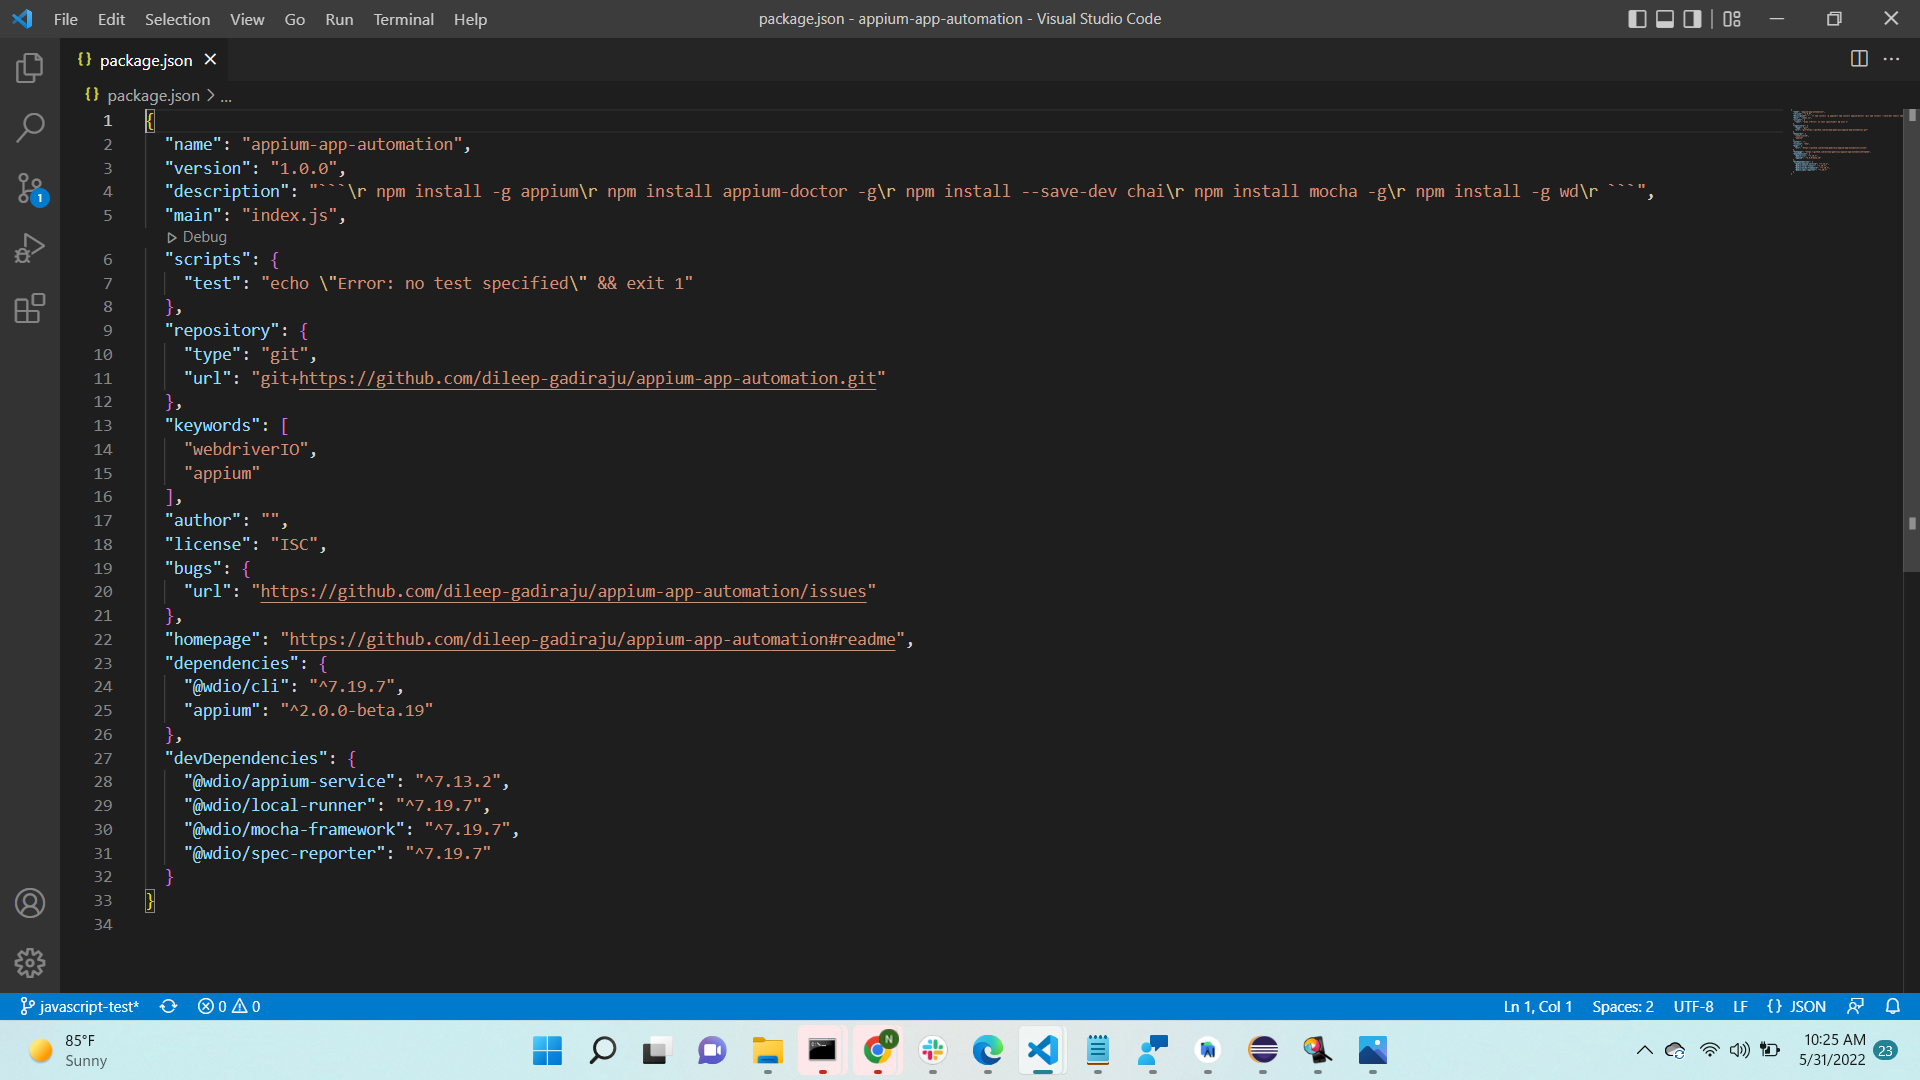 File Edit Selection View Go Run Terminal Help package.json - appium-app-automation - Visual Studio Code
{} package.json ×
{} package.json > ...
1 {
2 "name": "appium-app-automation",
3 "version": "1.0.0",
4 "description": "```\r npm install -g appium\r npm install appium-doctor -g\r npm install --save-dev chai\r npm install mocha -g\r npm install -g wd\r ```",
5 "main": "index.js",
Debug
6 "scripts": {
7 "test": "echo \"Error: no test specified\" && exit 1"
8 },
9 "repository": {
10 "type": "git",
11 "url": "git+https://github.com/dileep-gadiraju/appium-app-automation.git"
12 },
13 "keywords": [
14 "webdriverIO",
15 "appium"
16 ],
17 "author": "",
18 "license": "ISC",
19 "bugs": {
20 "url": "https://github.com/dileep-gadiraju/appium-app-automation/issues"
21 },
22 "homepage": "https://github.com/dileep-gadiraju/appium-app-automation#readme",
23 "dependencies": {
24 "@wdio/cli": "^7.19.7",
25 "appium": "^2.0.0-beta.19"
26 },
27 "devDependencies": {
28 "@wdio/appium-service": "^7.13.2",
29 "@wdio/local-runner": "^7.19.7",
30 "@wdio/mocha-framework": "^7.19.7",
31 "@wdio/spec-reporter": "^7.19.7"
32 }
33 }
34
1
javascript-test* 0 0 Ln 1, Col 1 Spaces: 2 UTF-8 LF {} JSON
85°F
Sunny
N
10:25 AM
5/31/2022
23